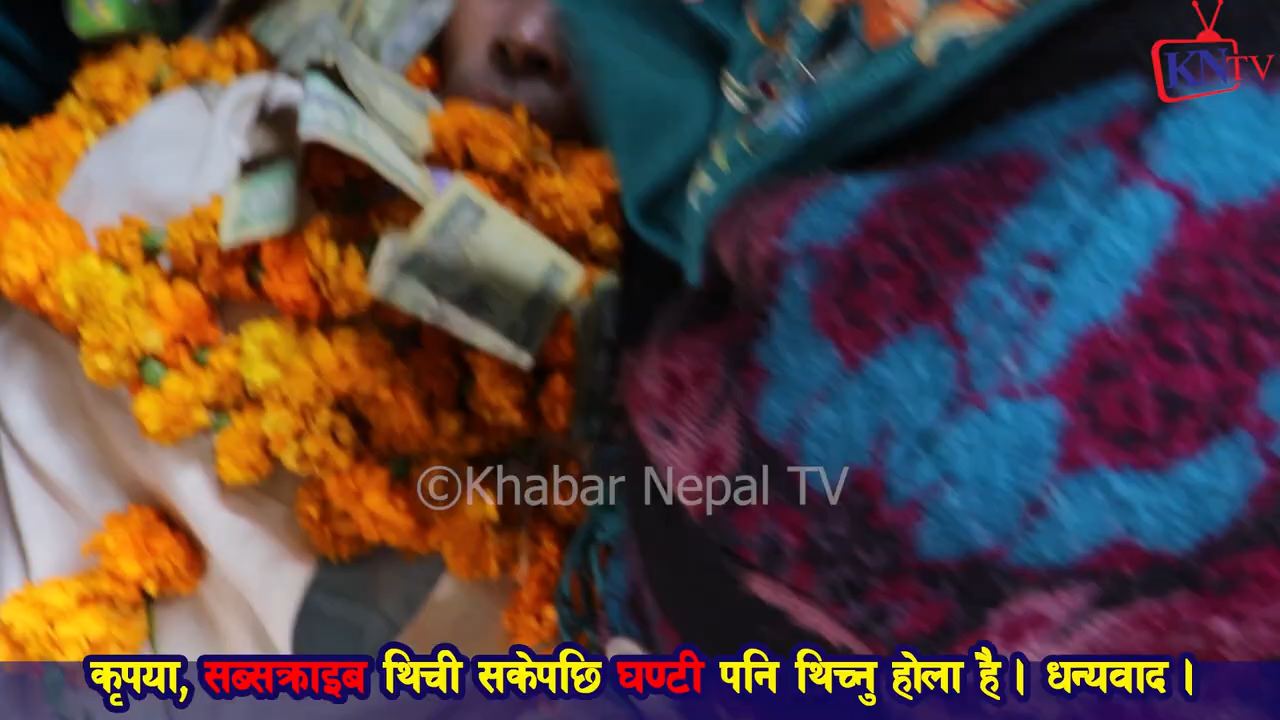 KNTV
©Khabar Nepal TV
कृपया, सब्सक्राइब थिची सकेपछि घण्टी पनि थिच्नु होला है। धन्यवाद।